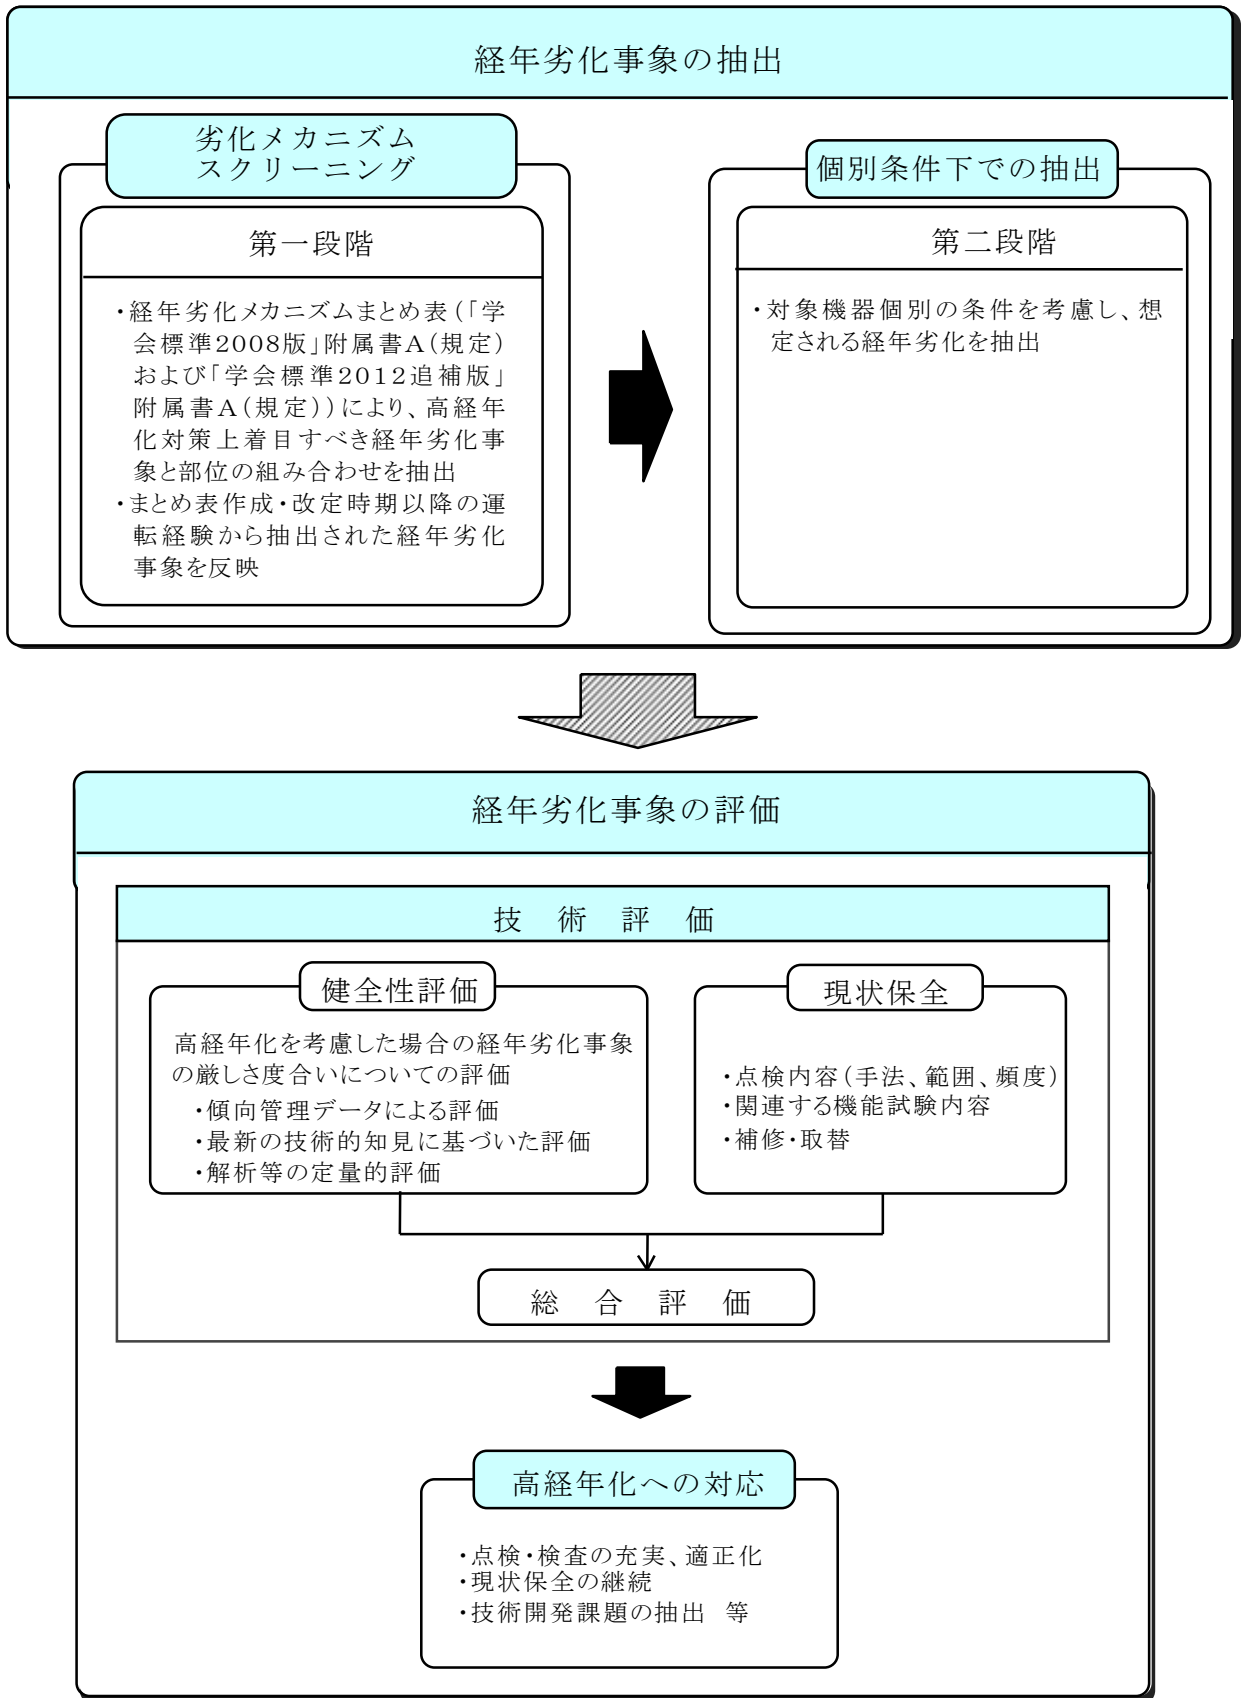 経年劣化事象の抽出
劣化メカニズム
スクリーニング
第一段階
・経年劣化メカニズムまとめ表(「学
会標準2008版」附属書A(規定)
および「学会標準2012追補版」
附属書A(規定))により、高経年
化対策上着目すべき経年劣化事
象と部位の組み合わせを抽出
・まとめ表作成・改定時期以降の運
転経験から抽出された経年劣化
事象を反映
個別条件下での抽出
第二段階
・対象機器個別の条件を考慮し、想
定される経年劣化を抽出
経年劣化事象の評価
技術評価
健全性評価
高経年化を考慮した場合の経年劣化事象
の厳しさ度合いについての評価
・傾向管理データによる評価
・最新の技術的知見に基づいた評価
・解析等の定量的評価
現状保全
・点検内容(手法、範囲、頻度)
・関連する機能試験内容
・補修・取替
総合評価
高経年化への対応
・点検・検査の充実、適正化
・現状保全の継続
・技術開発課題の抽出 等